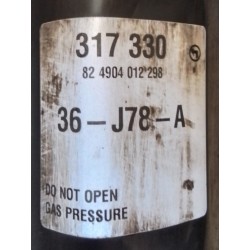 317 330
82 4904 012*298
36-J78-A
DO NOT OPEN
GAS PRESSURE